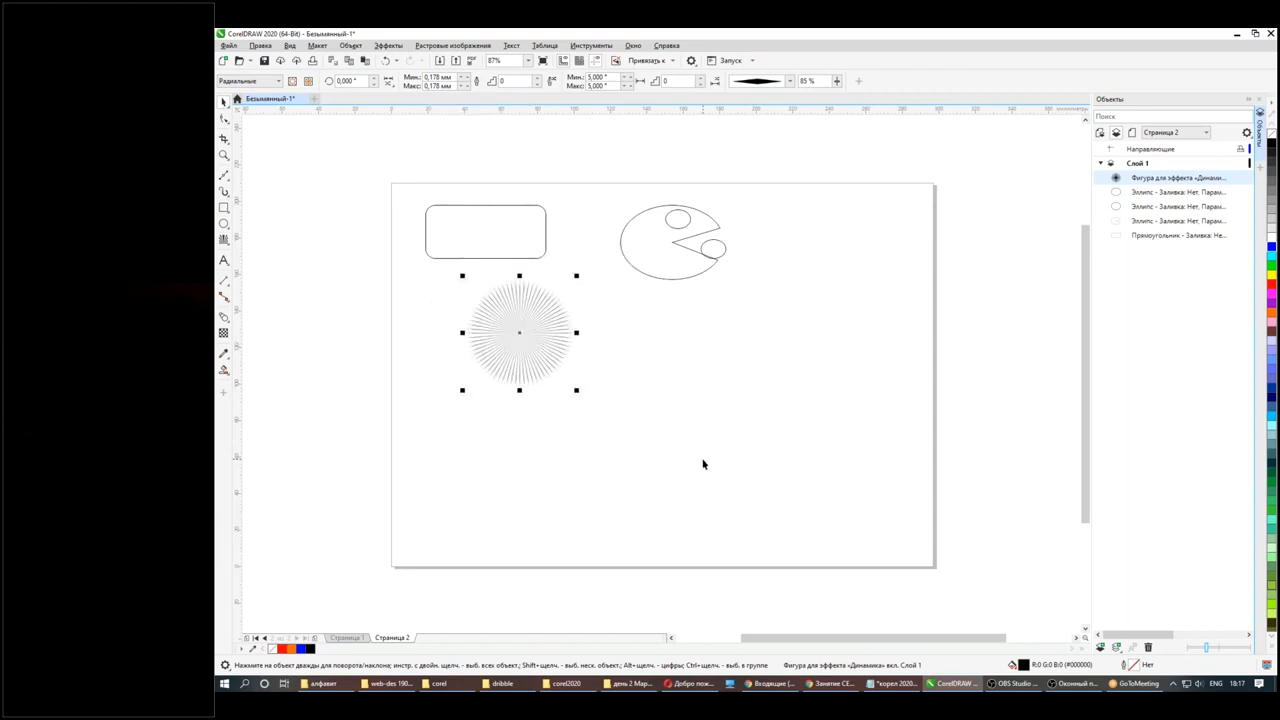 CorelDRAW 2020 (64-Bit) - Безымянный-1*
Файл Правка Вид Макет Объект Эффекты Растровые изображения Текст Таблица Инструменты Окно Справка
PDF 87% Привязать к Запуск
Радиальные 0,000 ° Мин.: 0,178 мм 0 Мин.: 5,000 ° 0 85 %
Макс: 0,178 мм Макс: 5,000 °
Безымянный-1*
Объекты
миллиметры
Поиск
Страница 2
Направляющие
Слой 1
Фигура для эффекта «Динами...
Эллипс - Заливка: Нет, Парам...
Эллипс - Заливка: Нет, Парам...
Эллипс - Заливка: Нет, Парам...
Прямоугольник - Заливка: Не...
Объекты
Страница 1 Страница 2
Нажмите на объект дважды для поворота/наклона; инстр. с двойн. щелч. - выб. все объект.; Shift+щелч. - выб. неск. объект.; Alt+щелч. - цифры; Ctrl+щелч. - выб. в группе Фигура для эффекта «Динамика» вкл. Слой 1 R:0 G:0 B:0 (#000000) Нет
алфавит web-des 190... corel dribble corel2020 день 2 Мар... Добро пож... Входящие (... Занятие CE... *корел 2020... CorelDRAW ... OBS Studio ... Оконный п... GoToMeeting ENG 18:17